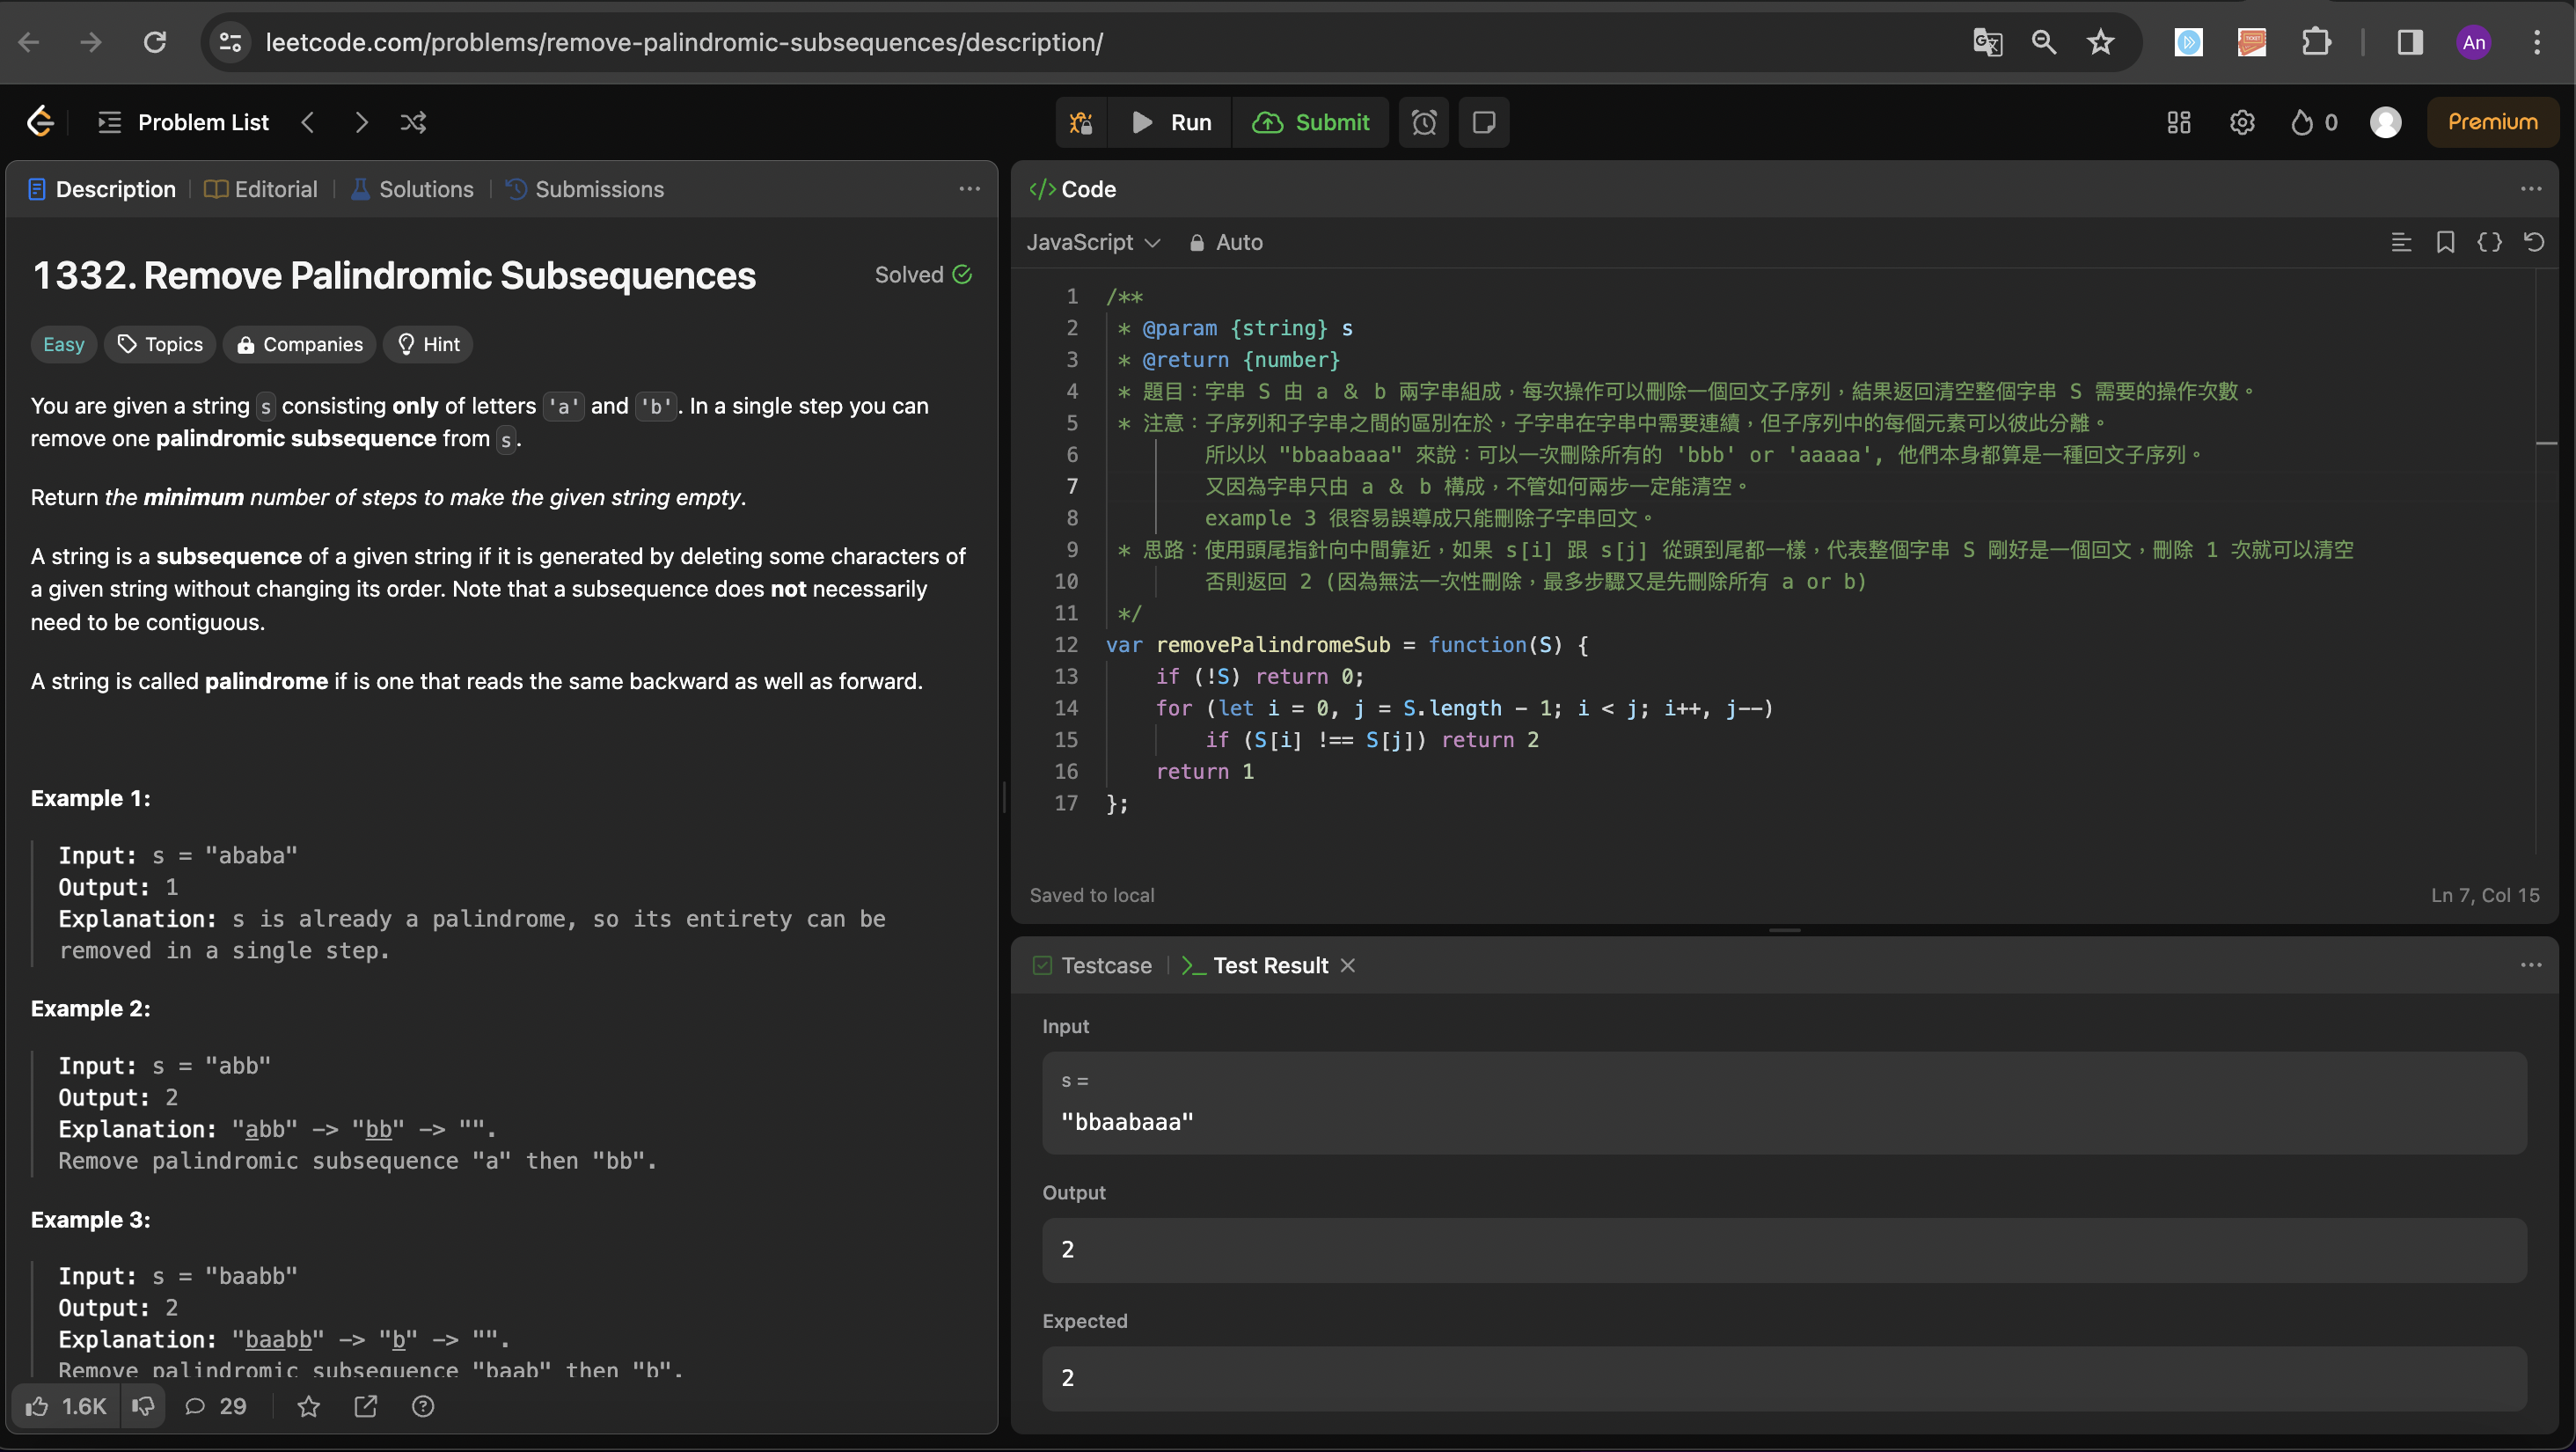 leetcode.com/problems/remove-palindromic-subsequences/description/
An
Problem List
Run
Submit
0
Premium
Description
Editorial
Solutions
Submissions
1332. Remove Palindromic Subsequences
Solved
Easy
Topics
Companies
Hint
You are given a string s consisting only of letters 'a' and 'b'. In a single step you can
remove one palindromic subsequence from s.
Return the minimum number of steps to make the given string empty.
A string is a subsequence of a given string if it is generated by deleting some characters of
a given string without changing its order. Note that a subsequence does not necessarily
need to be contiguous.
A string is called palindrome if is one that reads the same backward as well as forward.
Example 1:
Input: s = "ababa"
Output: 1
Explanation: s is already a palindrome, so its entirety can be
removed in a single step.
Example 2:
Input: s = "abb"
Output: 2
Explanation: "abb" -> "bb" -> "".
Remove palindromic subsequence "a" then "bb".
Example 3:
Input: s = "baabb"
Output: 2
Explanation: "baabb" -> "b" -> "".
Remove palindromic subsequence "baab" then "b".
1.6K
29
</> Code
JavaScript
Auto
1 /**
2 * @param {string} s
3 * @return {number}
4 * 題目：字串 S 由 a & b 兩字串組成，每次操作可以刪除一個回文子序列，結果返回清空整個字串 S 需要的操作次數。
5 * 注意：子序列和子字串之間的區別在於，子字串在字串中需要連續，但子序列中的每個元素可以彼此分離。
6 所以以 "bbaabaaa" 來說：可以一次刪除所有的 'bbb' or 'aaaaa', 他們本身都算是一種回文子序列。
7 又因為字串只由 a & b 構成，不管如何兩步一定能清空。
8 example 3 很容易誤導成只能刪除子字串回文。
9 * 思路：使用頭尾指針向中間靠近，如果 s[i] 跟 s[j] 從頭到尾都一樣，代表整個字串 S 剛好是一個回文，刪除 1 次就可以清空
10 否則返回 2 (因為無法一次性刪除，最多步驟又是先刪除所有 a or b)
11 */
12 var removePalindromeSub = function(S) {
13 if (!S) return 0;
14 for (let i = 0, j = S.length - 1; i < j; i++, j--)
15 if (S[i] !== S[j]) return 2
16 return 1
17 };
Saved to local
Ln 7, Col 15
Testcase
Test Result
Input
s =
"bbaabaaa"
Output
2
Expected
2